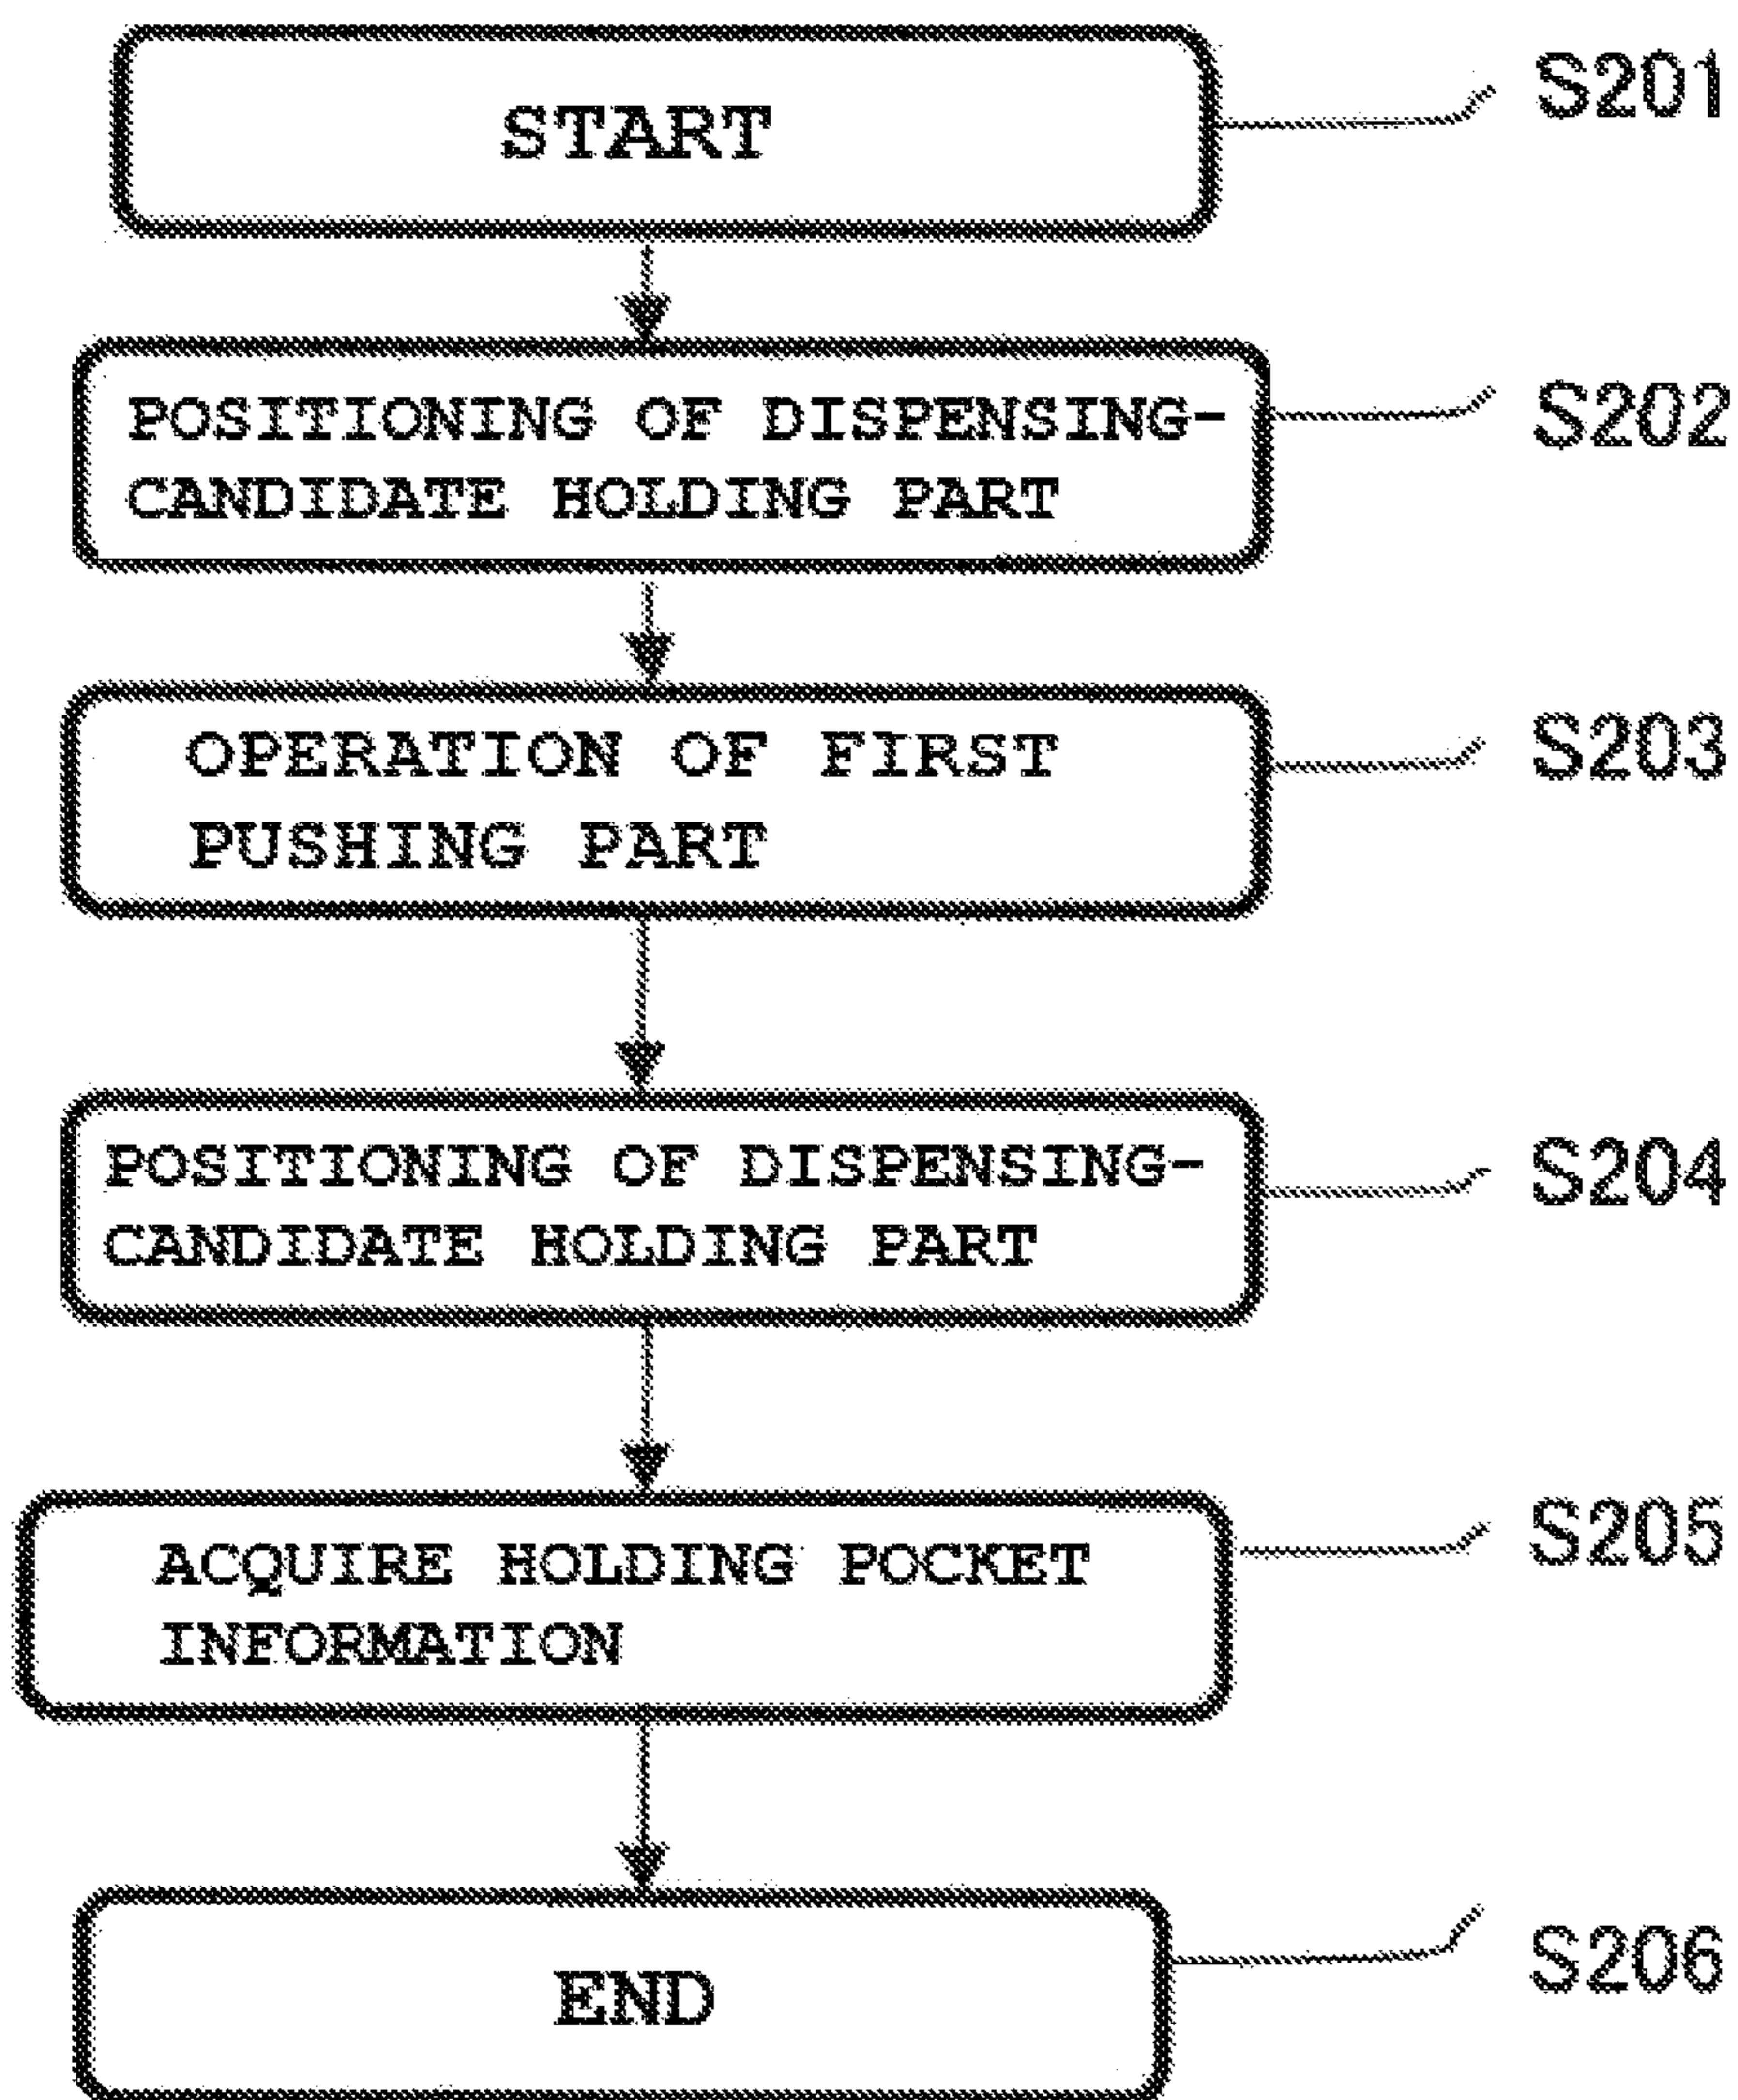 START
S201
POSITIONING OF DISPENSING-
CANDIDATE HOLDING PART
S202
OPERATION OF FIRST
PUSHING PART
S203
POSITIONING OF DISPENSING-
CANDIDATE HOLDING PART
S204
ACQUIRE HOLDING POCKET
INFORMATION
S205
END
S206